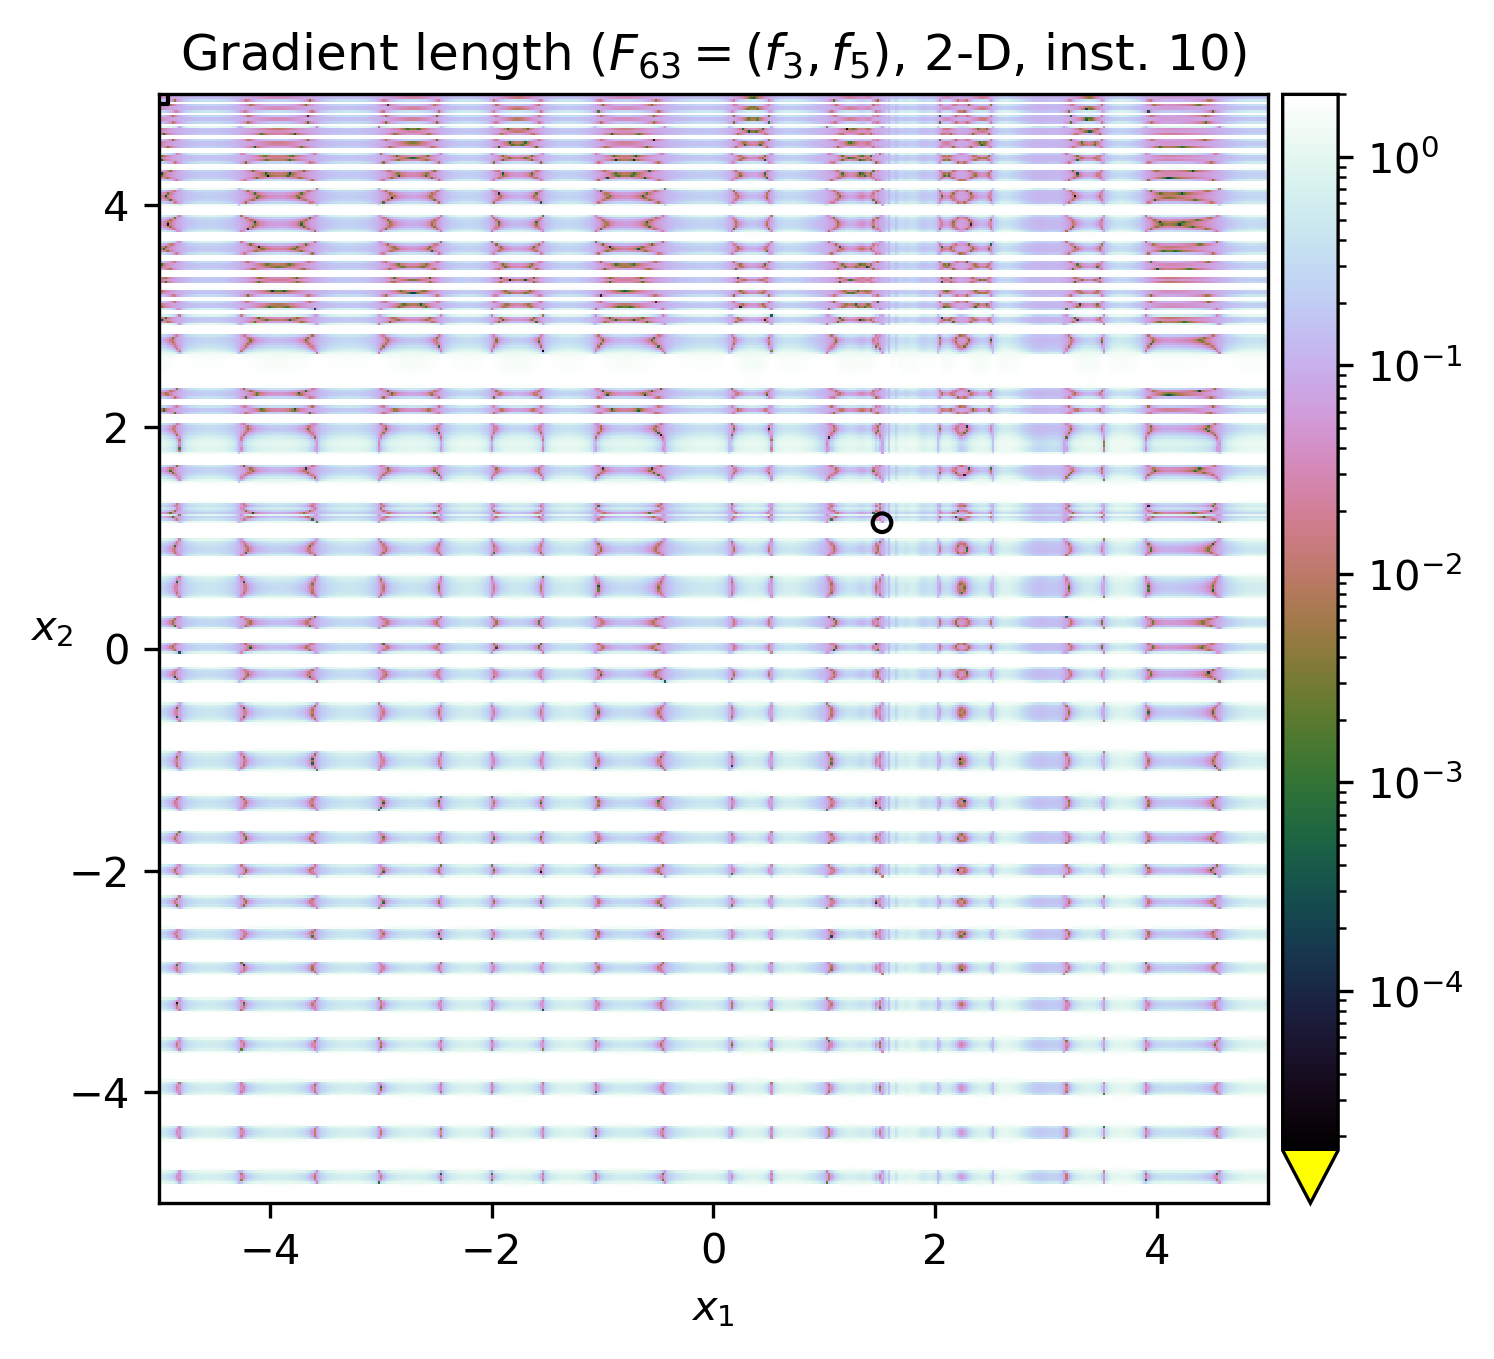 Gradient length (F₆₃ = (f₃, f₅), 2-D, inst. 10)
10⁰
4
10⁻¹
2
10⁻²
x₂
0
10⁻³
−2
10⁻⁴
−4
−4 −2 0 2 4
x₁